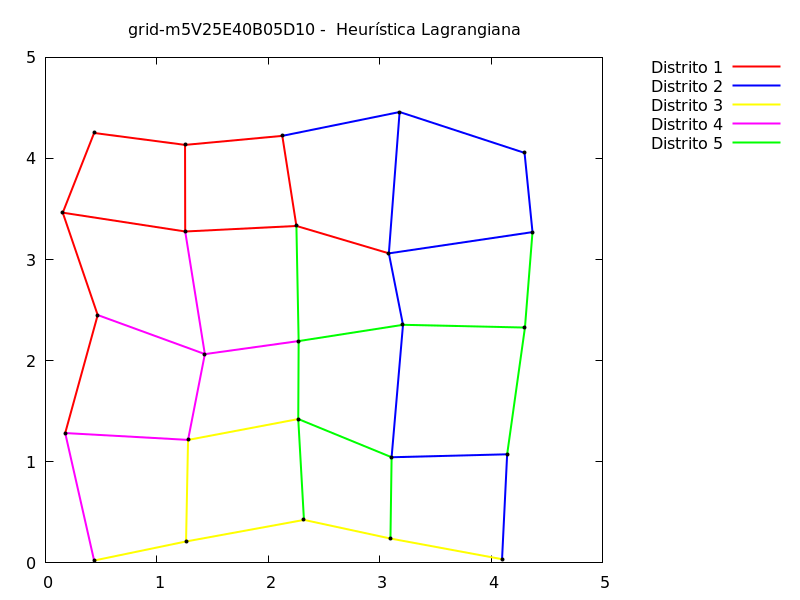 grid-m5V25E40B05D10 -  Heurística Lagrangiana
Distrito 1
Distrito 2
Distrito 3
Distrito 4
Distrito 5
5
4
3
2
1
0
0 1 2 3 4 5